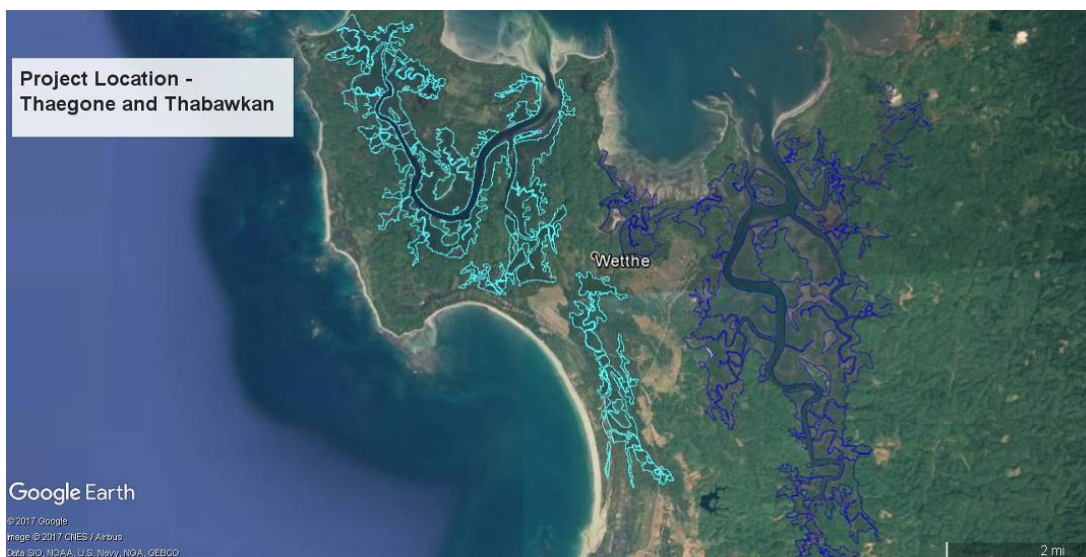 Project Location -
Thaegone and Thabawkan
Wetthe
Google Earth
© 2017 Google
Image © 2017 CNES / Airbus
Data SIO, NOAA, U.S. Navy, NGA, GEBCO
2 mi